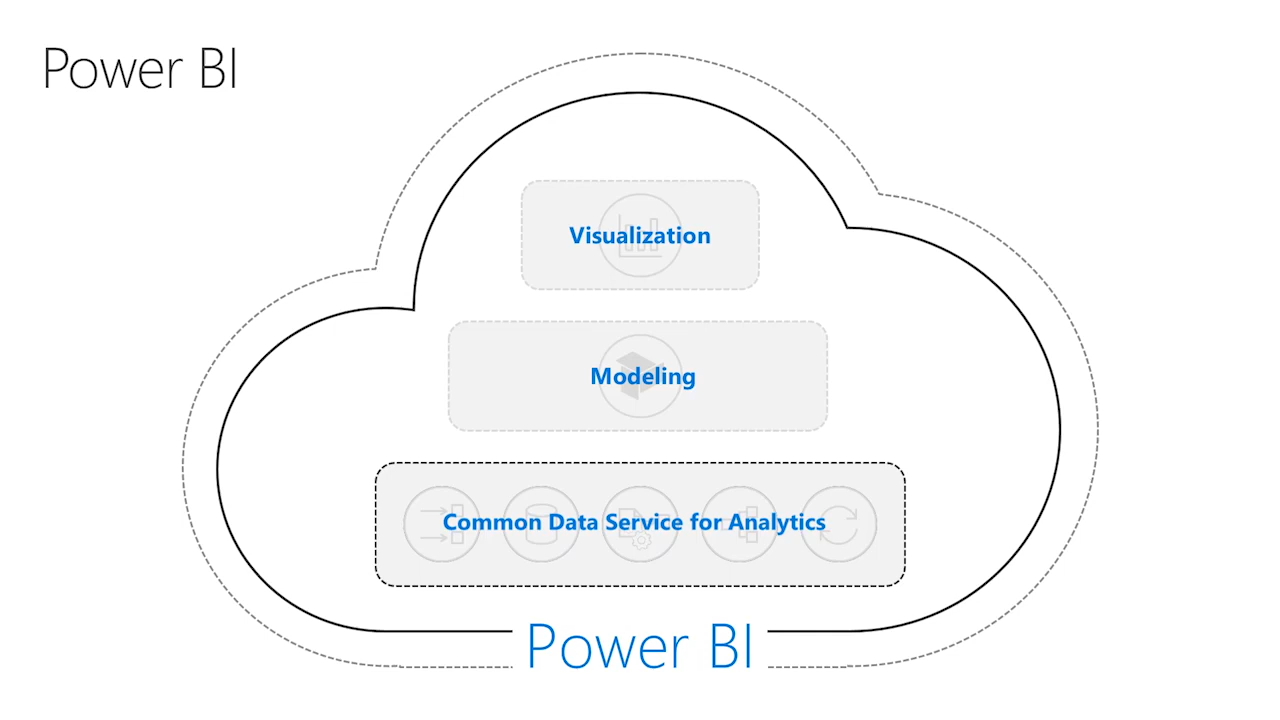 Power BI
Visualization
Modeling
Common Data Service for Analytics
Power BI